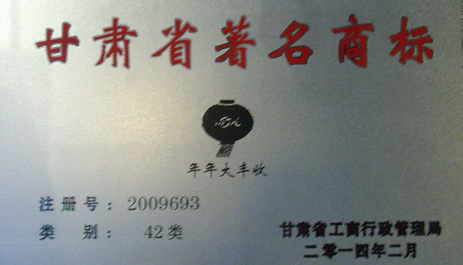 甘肃省著名商标
年年大丰收
注册号：2009693
类别：42类
甘肃省工商行政管理局
二零一四年二月